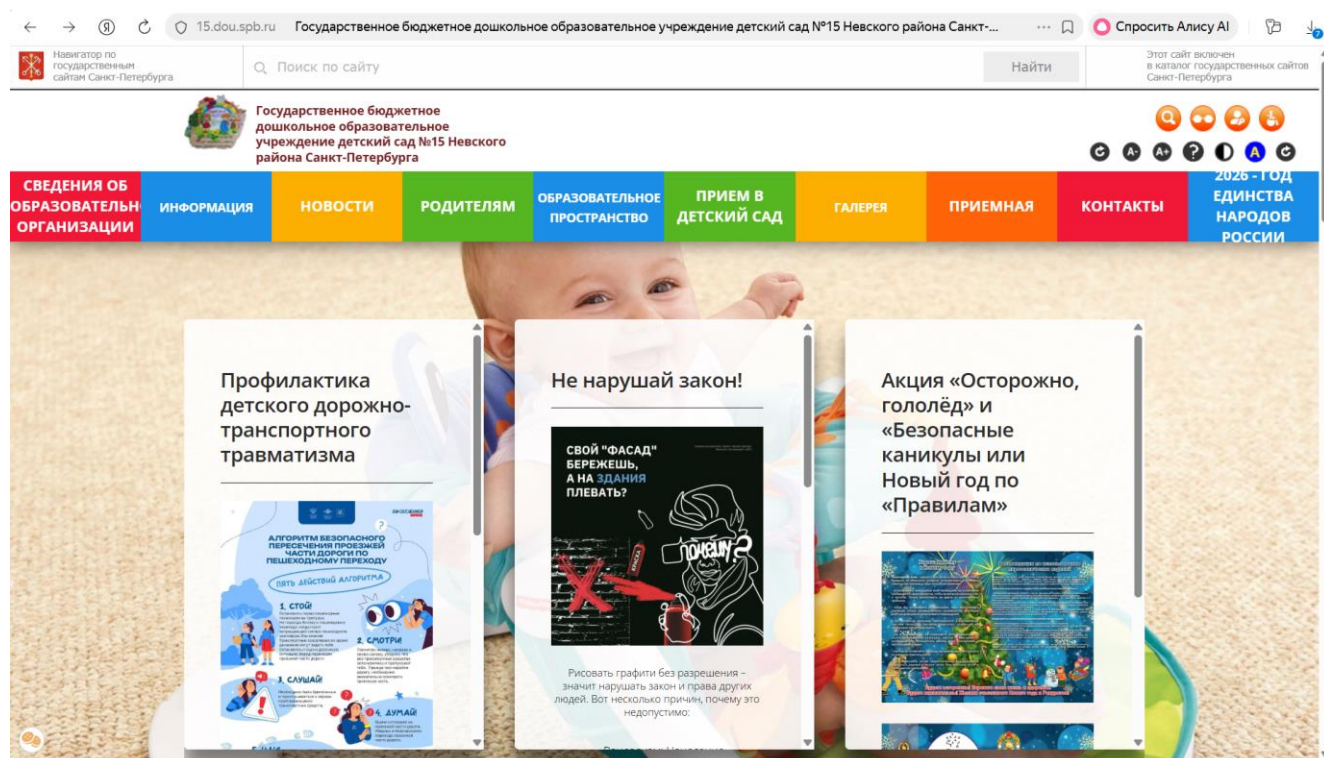 15.dou.spb.ru Государственное бюджетное дошкольное образовательное учреждение детский сад №15 Невского района Санкт-...
Спросить Алису AI
7
Навигатор по
государственным
сайтам Санкт-Петербурга
Поиск по сайту
Найти
Этот сайт включен
в каталог государственных сайтов
Санкт-Петербурга
Государственное бюджетное
дошкольное образовательное
учреждение детский сад №15 Невского
района Санкт-Петербурга
A- A+ ? A
СВЕДЕНИЯ ОБ
ОБРАЗОВАТЕЛЬН
ОРГАНИЗАЦИИ
ИНФОРМАЦИЯ
НОВОСТИ
РОДИТЕЛЯМ
ОБРАЗОВАТЕЛЬНОЕ
ПРОСТРАНСТВО
ПРИЕМ В
ДЕТСКИЙ САД
ГАЛЕРЕЯ
ПРИЕМНАЯ
КОНТАКТЫ
2026 - ГОД
ЕДИНСТВА
НАРОДОВ
РОССИИ
Профилактика
детского дорожно-
транспортного
травматизма
АЛГОРИТМ БЕЗОПАСНОГО
ПЕРЕСЕЧЕНИЯ ПРОЕЗЖЕЙ
ЧАСТИ ДОРОГИ ПО
ПЕШЕХОДНОМУ ПЕРЕХОДУ
ПЯТЬ ДЕЙСТВИЙ АЛГОРИТМА
1. СТОЙ!
2. СМОТРИ!
3. СЛУШАЙ!
4. ДУМАЙ!
Не нарушай закон!
СВОЙ "ФАСАД"
БЕРЕЖЕШЬ,
А НА ЗДАНИЯ
ПЛЕВАТЬ?
почему?
КРАСКА
Рисовать графити без разрешения –
значит нарушать закон и права других
людей. Вот несколько причин, почему это
недопустимо:
Акция «Осторожно,
гололёд» и
«Безопасные
каникулы или
Новый год по
«Правилам»